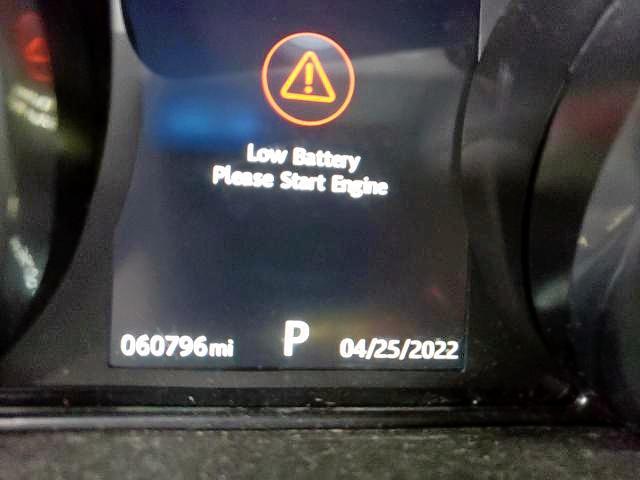 Low Battery
Please Start Engine
060796mi P 04/25/2022